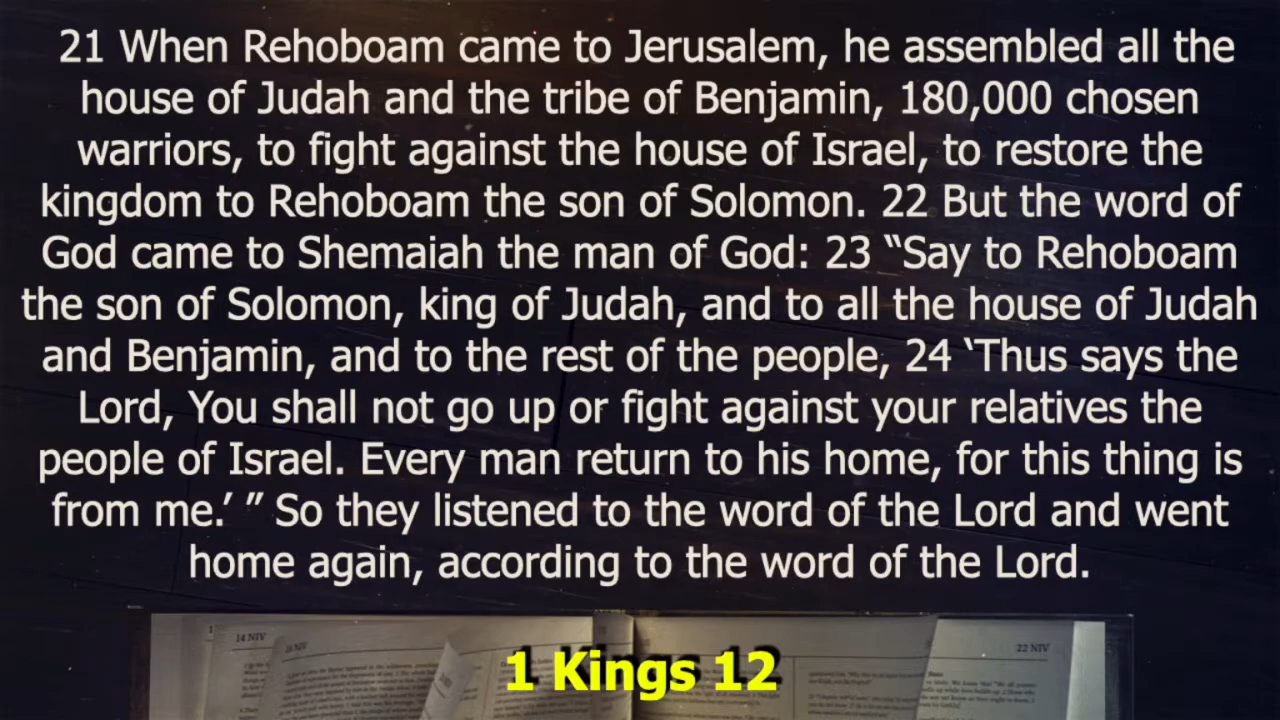 21 When Rehoboam came to Jerusalem, he assembled all the
house of Judah and the tribe of Benjamin, 180,000 chosen
warriors, to fight against the house of Israel, to restore the
kingdom to Rehoboam the son of Solomon. 22 But the word of
God came to Shemaiah the man of God: 23 “Say to Rehoboam
the son of Solomon, king of Judah, and to all the house of Judah
and Benjamin, and to the rest of the people, 24 ‘Thus says the
Lord, You shall not go up or fight against your relatives the
people of Israel. Every man return to his home, for this thing is
from me.’ ” So they listened to the word of the Lord and went
home again, according to the word of the Lord.
14 NIV
22 NIV
1 Kings 12